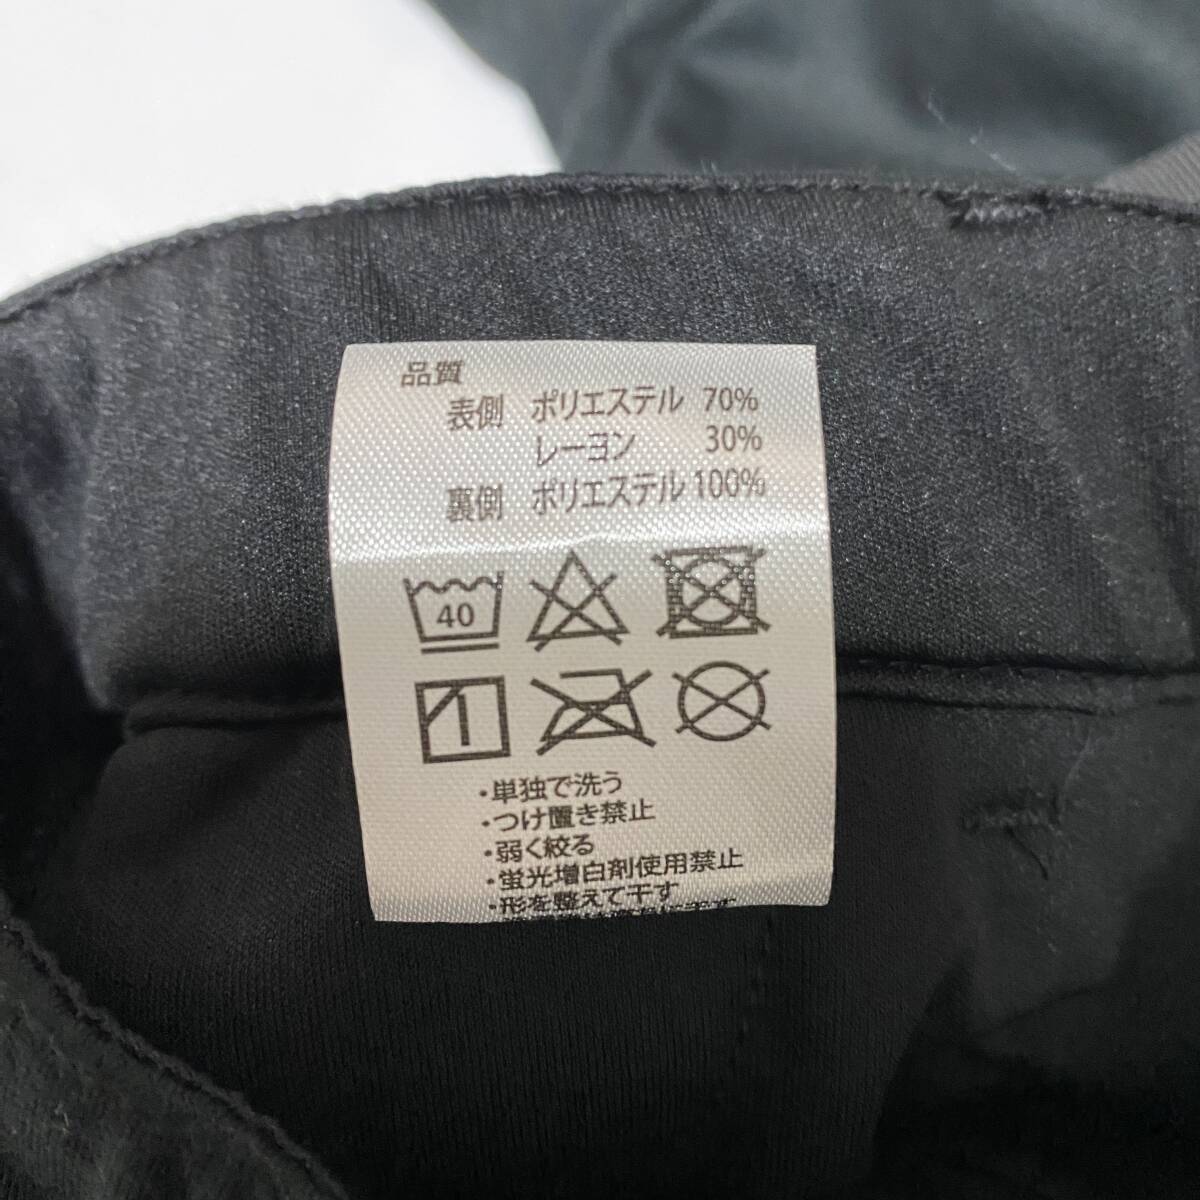 品質
表側 ポリエステル 70%
レーヨン 30%
裏側 ポリエステル 100%
40
・単独で洗う
・つけ置き禁止
・弱く絞る
・蛍光増白剤使用禁止
・形を整えて干す